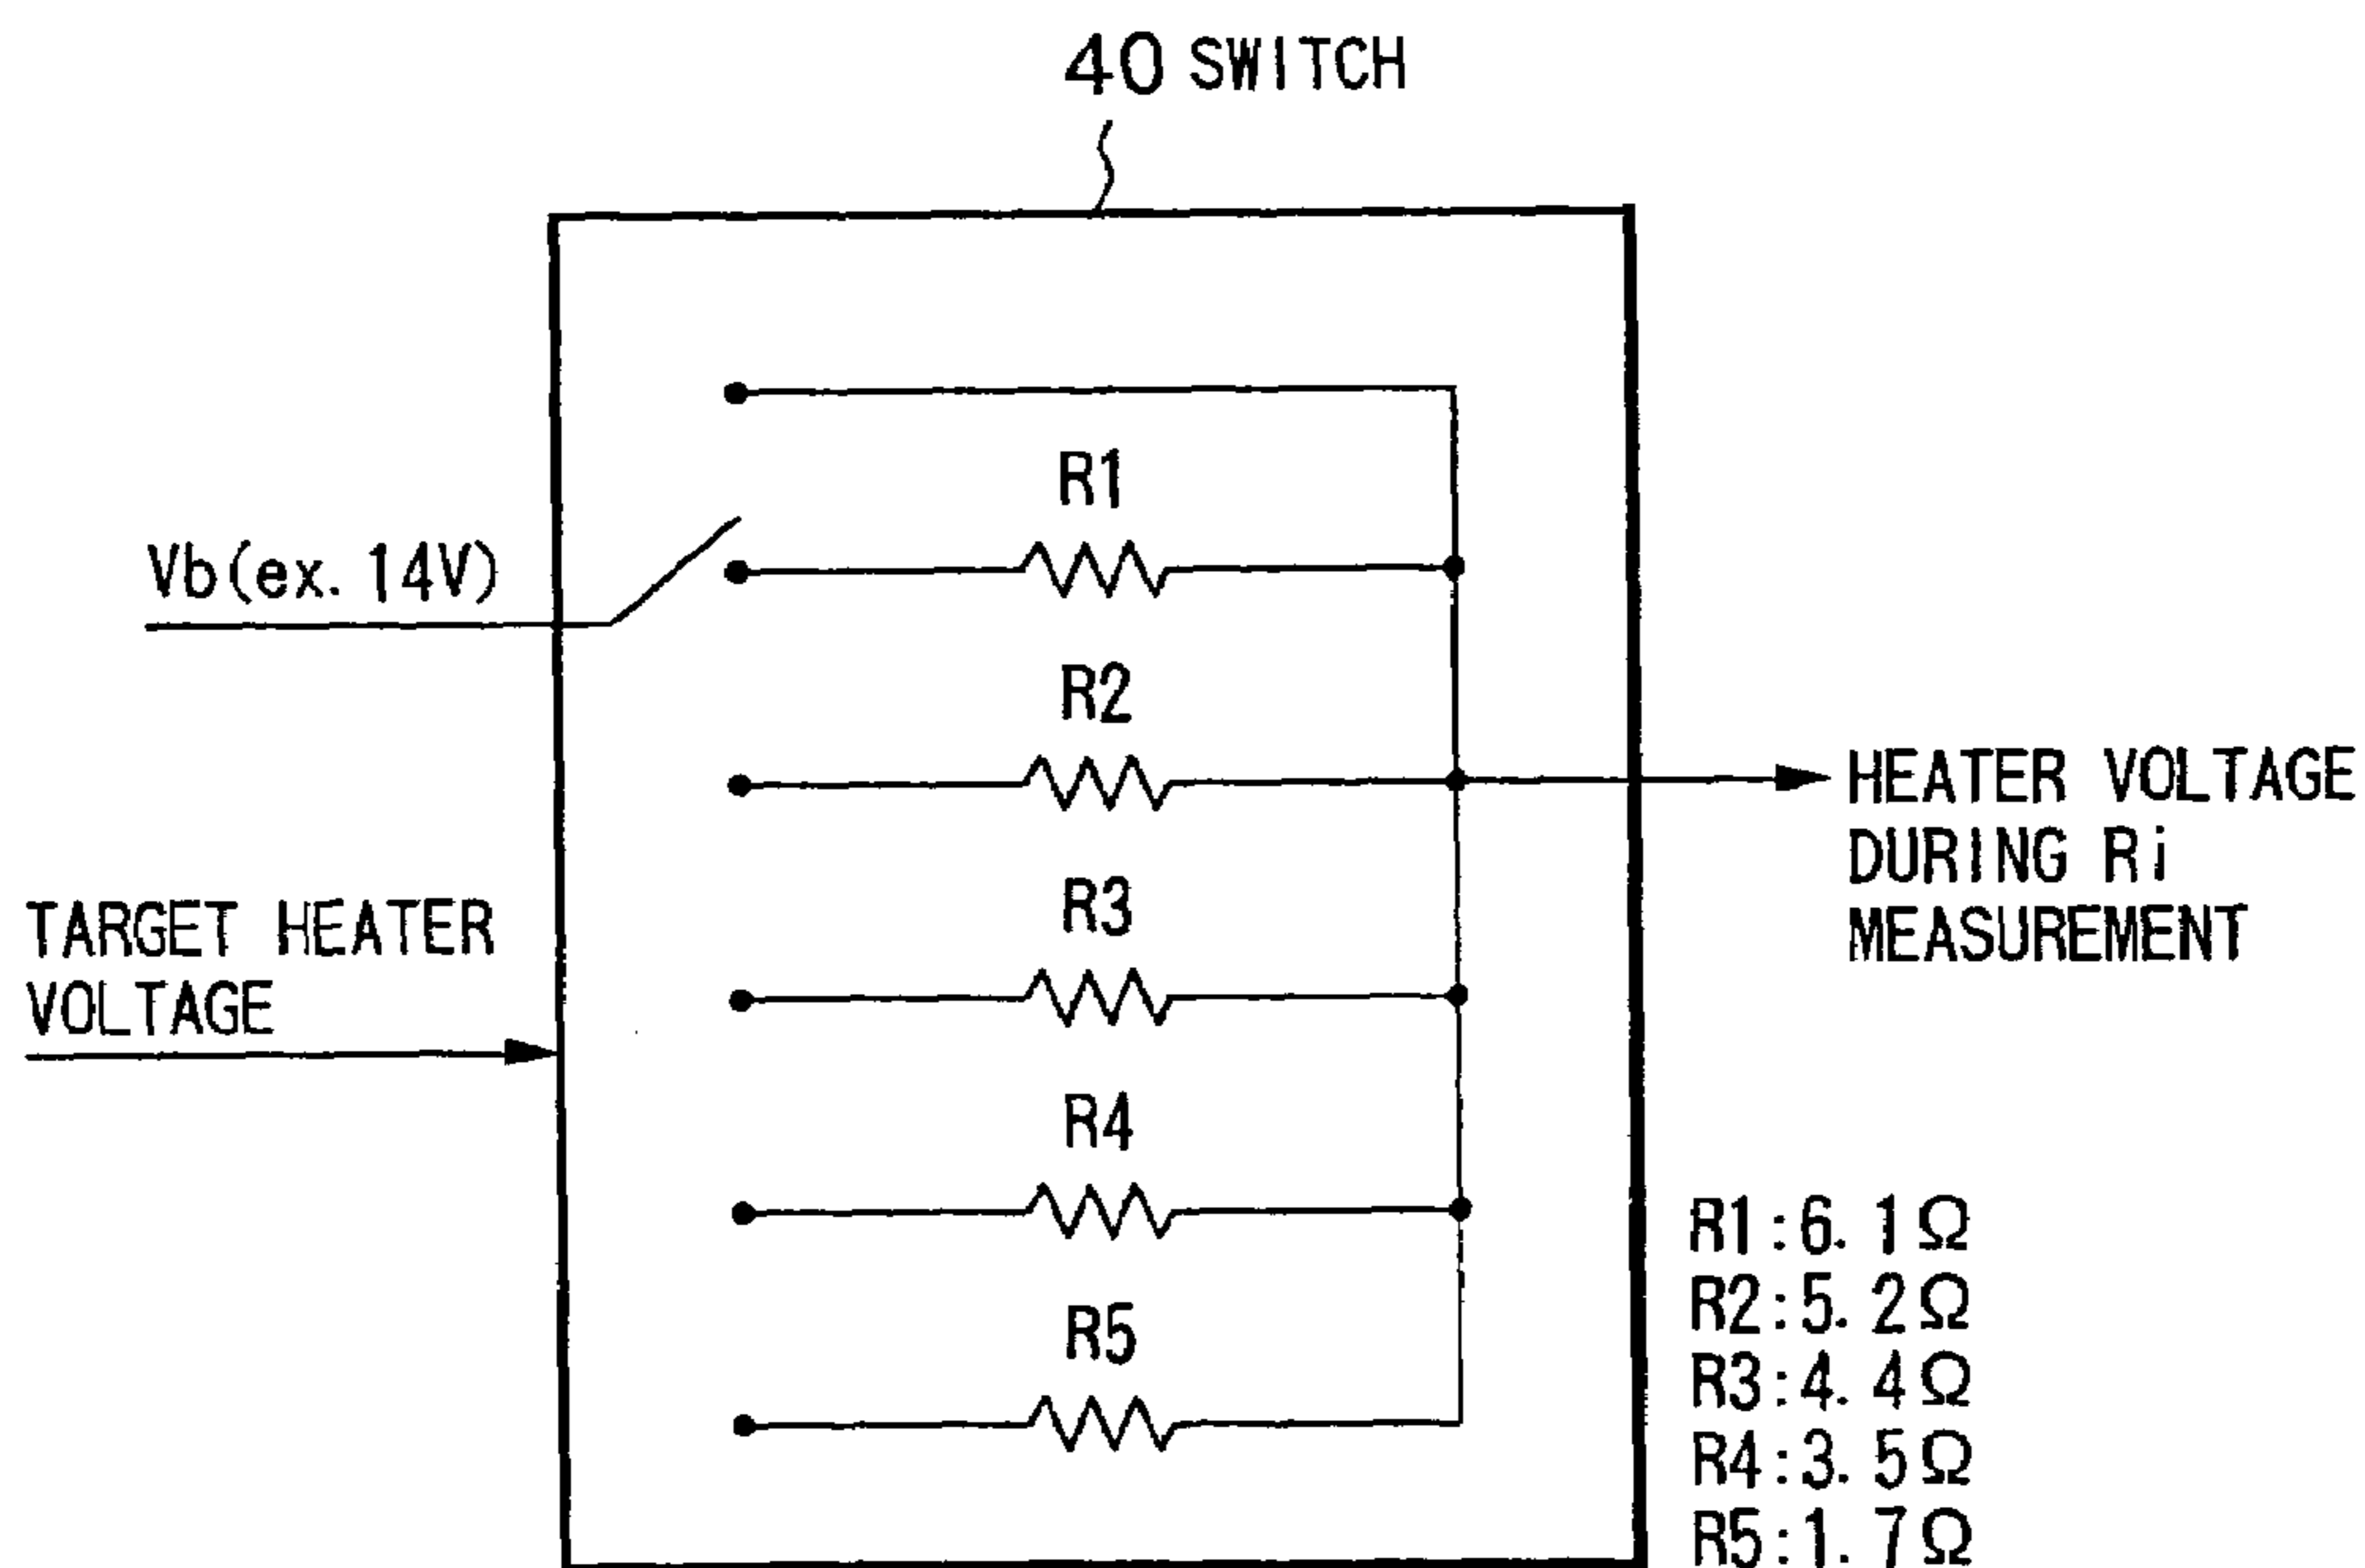 40 SWITCH
R1
Vb(ex. 14V)
R2
HEATER VOLTAGE
DURING Ri
MEASUREMENT
R3
TARGET HEATER
VOLTAGE
R4
R5
R1:6. 1Ω
R2:5. 2Ω
R3:4. 4Ω
R4:3. 5Ω
R5:1. 7Ω